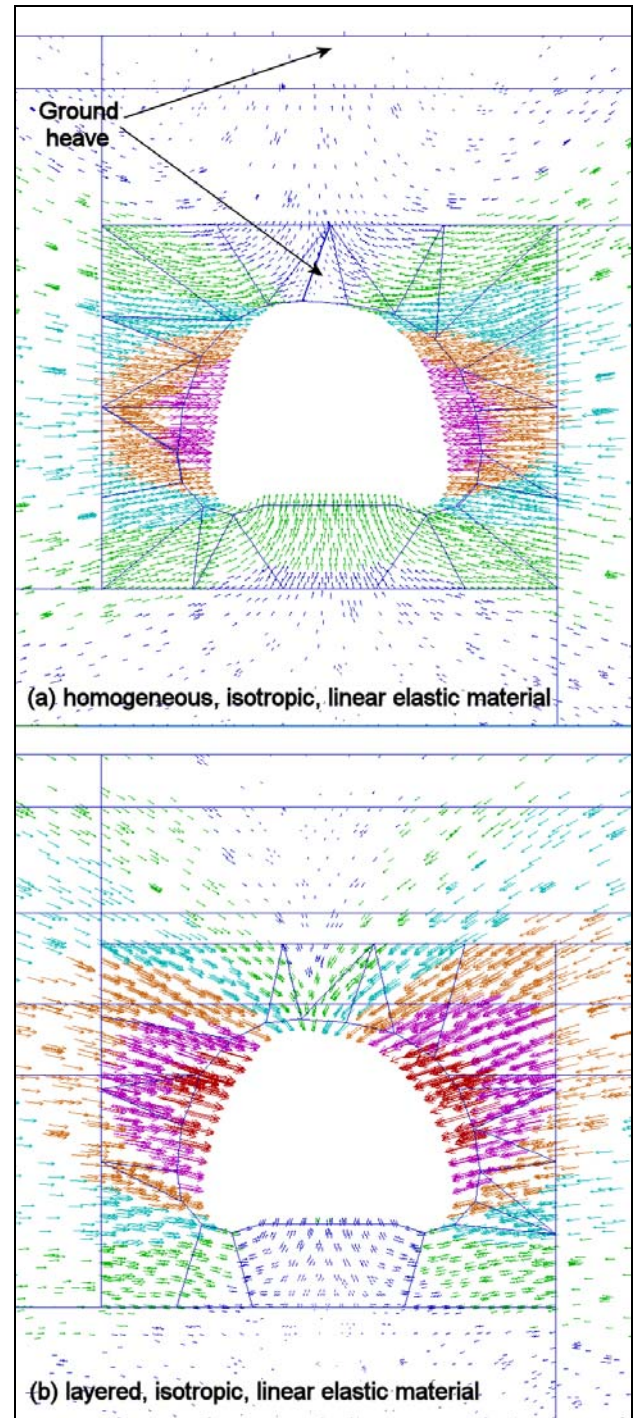 Ground
heave
(a) homogeneous, isotropic, linear elastic material
(b) layered, isotropic, linear elastic material